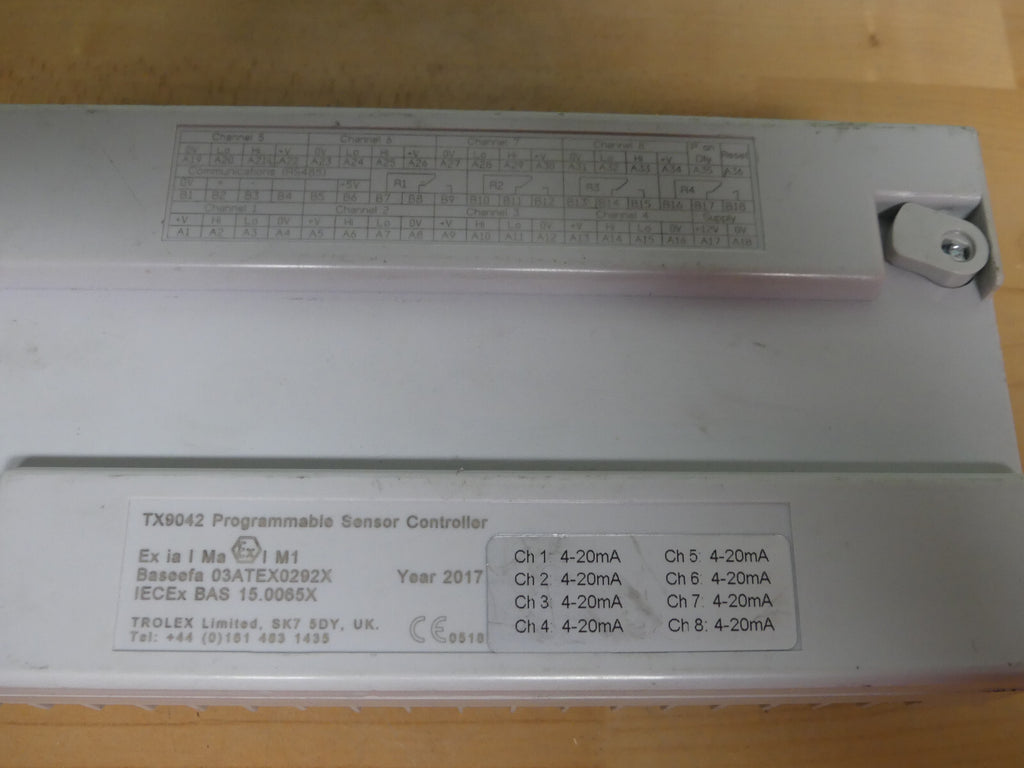 Channel 5 Channel 6 Channel 7 Channel 8 IP on Dly Reset
0V Lo Hi +V 0V Lo Hi +V 0V Lo Hi +V 0V Lo Hi +V
A19 A20 A21 A22 A23 A24 A25 A26 A27 A28 A29 A30 A31 A32 A33 A34 A35 A36
Communications (RS485)
0V + - -5V R1 R2 R3 R4
B1 B2 B3 B4 B5 B6 B7 B8 B9 B10 B11 B12 B13 B14 B15 B16 B17 B18
Channel 1 Channel 2 Channel 3 Channel 4 Supply
+V Hi Lo 0V +V Hi Lo 0V +V Hi Lo 0V +V Hi Lo 0V +12V 0V
A1 A2 A3 A4 A5 A6 A7 A8 A9 A10 A11 A12 A13 A14 A15 A16 A17 A18
TX9042 Programmable Sensor Controller
Ex ia I Ma Ex I M1
Baseefa 03ATEX0292X Year 2017
IECEx BAS 15.0065X
TROLEX Limited, SK7 5DY, UK.
Tel: +44 (0)161 483 1435
CE 0518
Ch 1: 4-20mA Ch 5: 4-20mA
Ch 2: 4-20mA Ch 6: 4-20mA
Ch 3: 4-20mA Ch 7: 4-20mA
Ch 4: 4-20mA Ch 8: 4-20mA